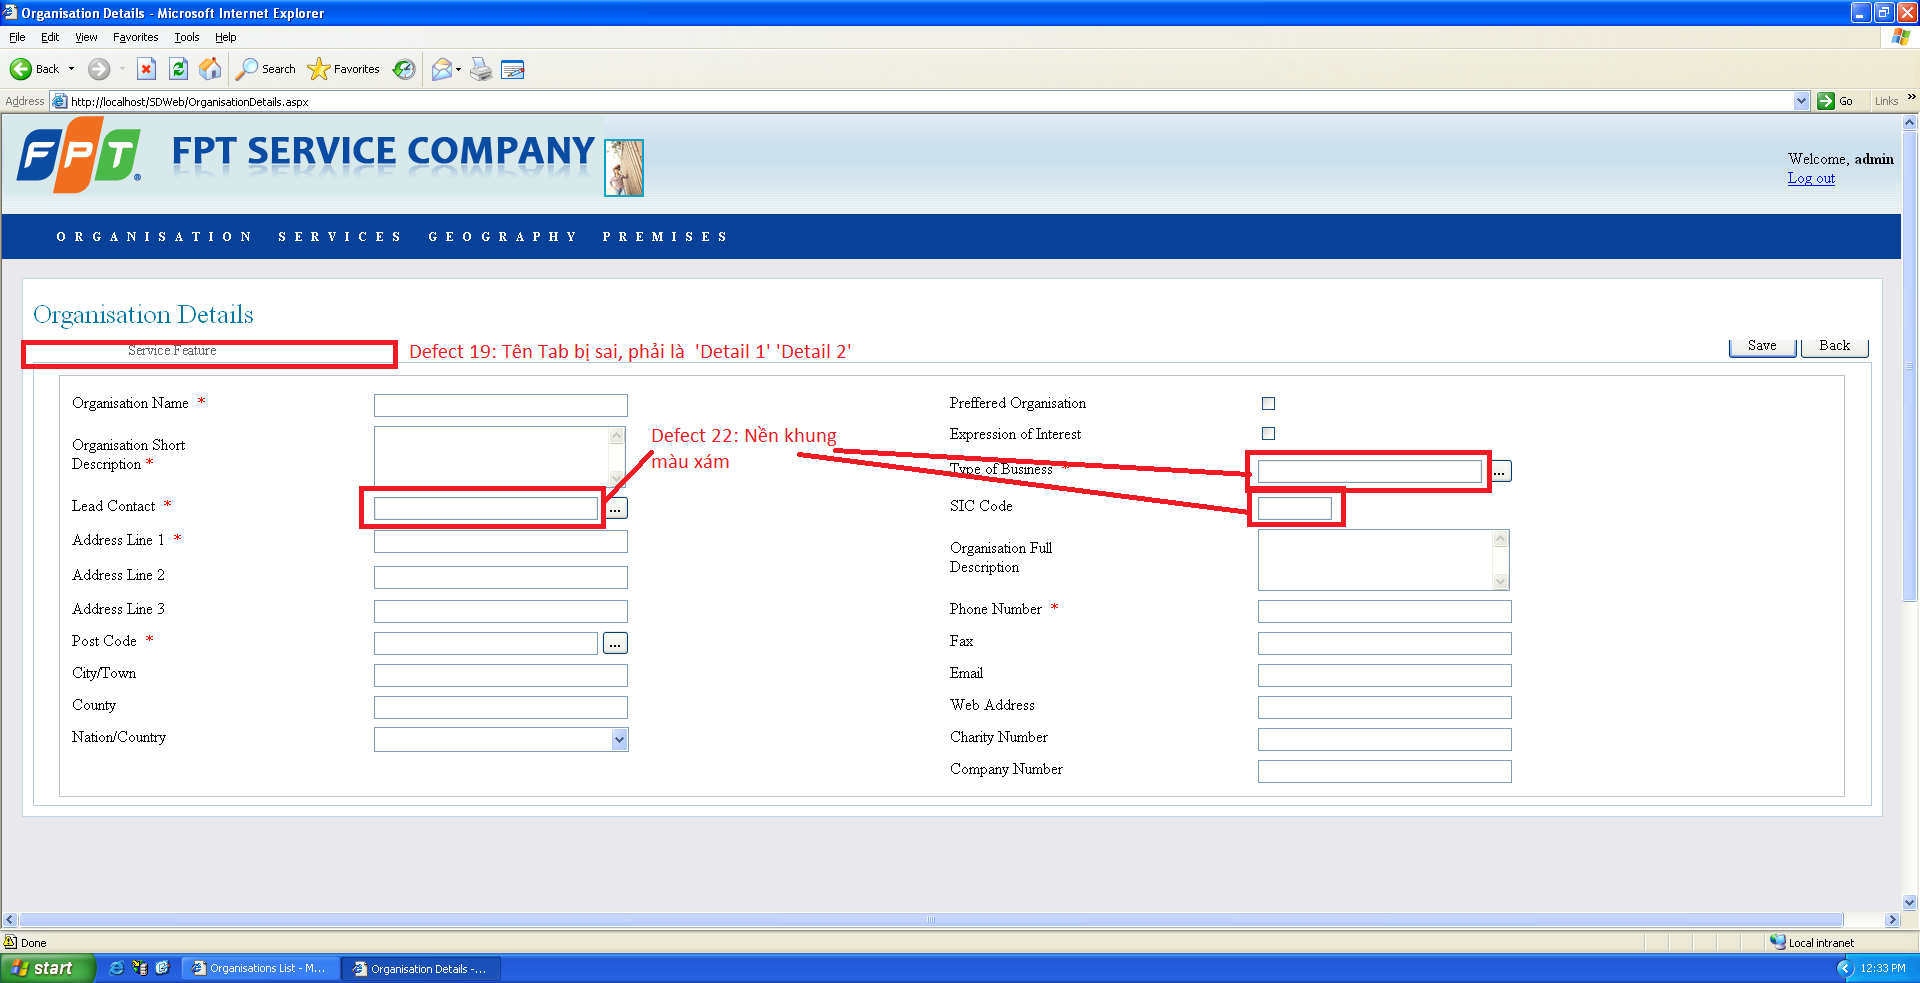 Organisation Details - Microsoft Internet Explorer
File Edit View Favorites Tools Help
Back Search Favorites
Address http://localhost/SDWeb/OrganisationDetails.aspx Go Links »
FPT ® FPT SERVICE COMPANY
Welcome, admin
Log out
ORGANISATION SERVICES GEOGRAPHY PREMISES
Organisation Details
Service Feature Defect 19: Tên Tab bị sai, phải là 'Detail 1' 'Detail 2' Save Back
Organisation Name * Preffered Organisation
Expression of Interest
Organisation Short
Description *
Defect 22: Nền khung
màu xám
Type of Business *
...
Lead Contact * ... SIC Code
Address Line 1 *
Organisation Full
Description
Address Line 2
Address Line 3 Phone Number *
Post Code * ... Fax
City/Town Email
County Web Address
Nation/Country Charity Number
Company Number
Done Local intranet
start Organisations List - M... Organisation Details -... 12:33 PM